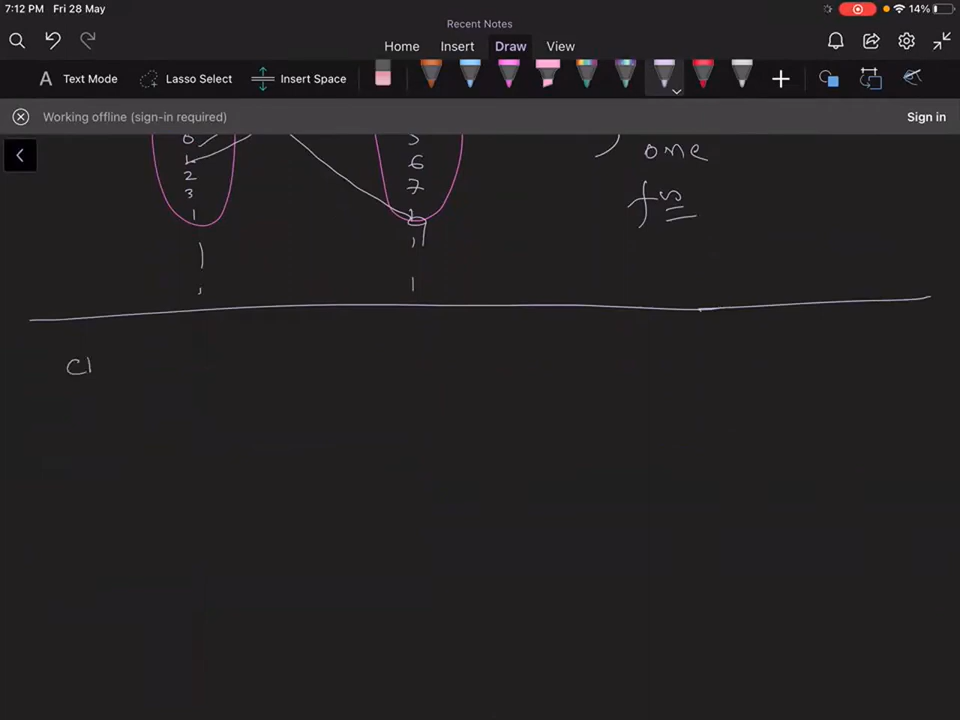 7:12 PM Fri 28 May
14%
Recent Notes
Home Insert Draw View
A Text Mode Lasso Select Insert Space
Working offline (sign-in required) Sign in
6
1
7
2
3
1
one
fn